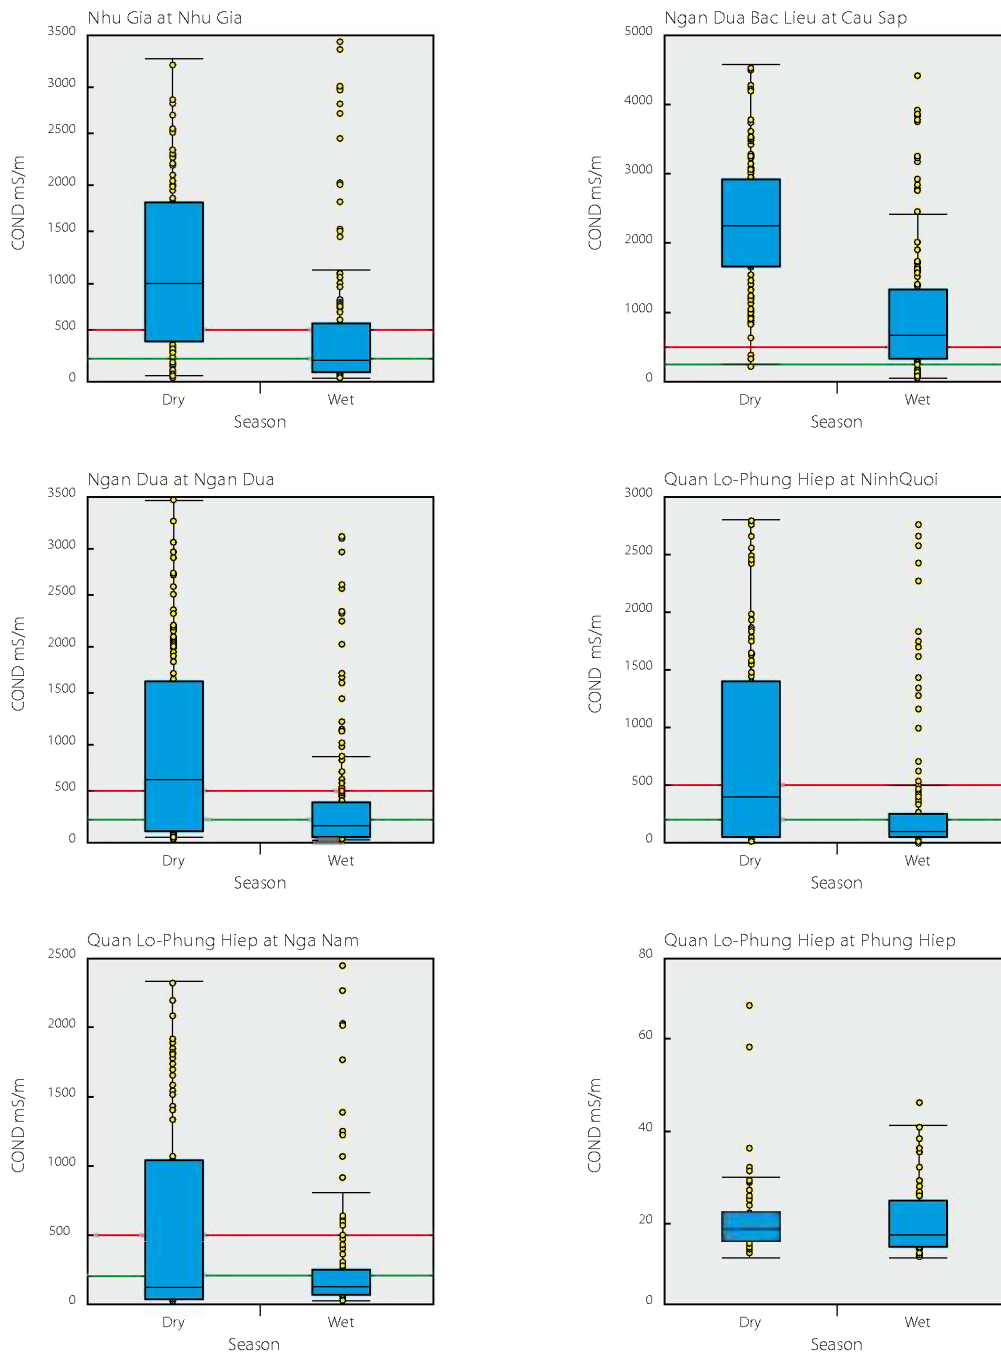 Nhu Gia at Nhu Gia
3500
3000
2500
2000
1500
1000
500
0
COND mS/m
Dry
Wet
Season
Ngan Dua Bac Lieu at Cau Sap
5000
4000
3000
2000
1000
0
COND mS/m
Dry
Wet
Season
Ngan Dua at Ngan Dua
3500
3000
2500
2000
1500
1000
500
0
COND mS/m
Dry
Wet
Season
Quan Lo-Phung Hiep at NinhQuoi
3000
2500
2000
1500
1000
500
0
COND mS/m
Dry
Wet
Season
Quan Lo-Phung Hiep at Nga Nam
2500
2000
1500
1000
500
0
COND mS/m
Dry
Wet
Season
Quan Lo-Phung Hiep at Phung Hiep
80
60
40
20
0
COND mS/m
Dry
Wet
Season